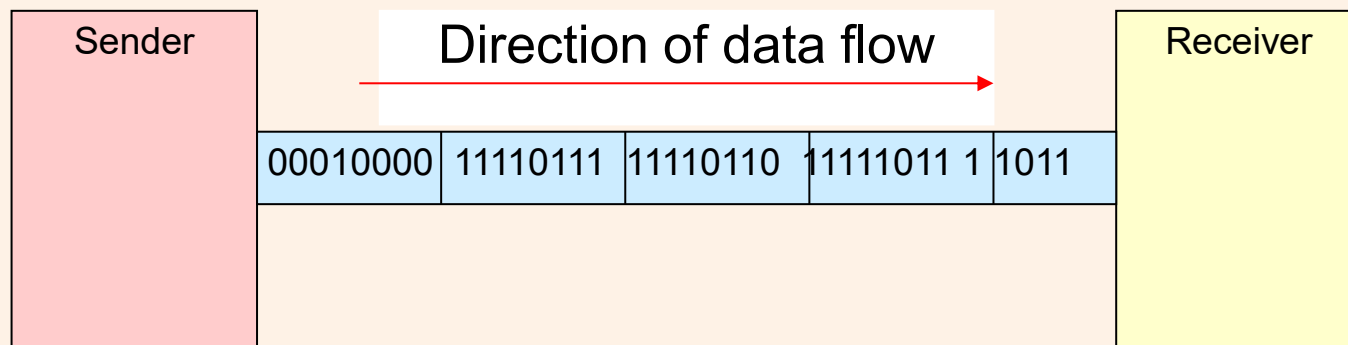 Sender
Direction of data flow
Receiver
00010000 11110111 11110110 11111011 1 1011